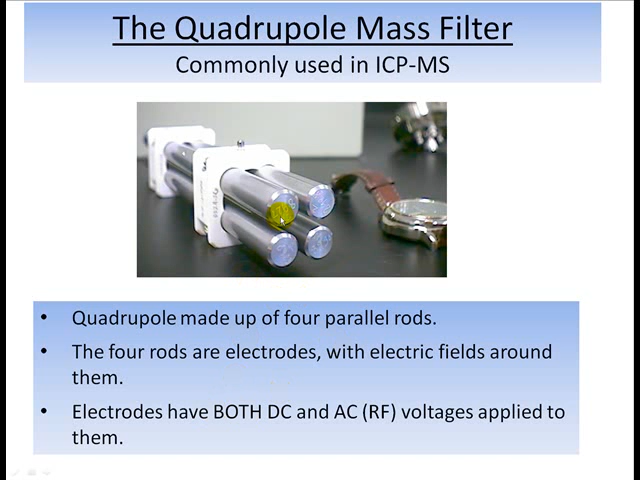 The Quadrupole Mass Filter
Commonly used in ICP-MS
• Quadrupole made up of four parallel rods.
• The four rods are electrodes, with electric fields around
them.
• Electrodes have BOTH DC and AC (RF) voltages applied to
them.